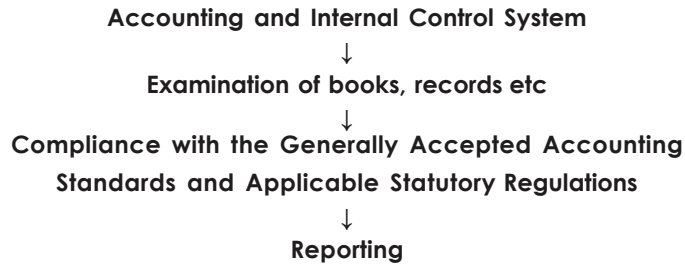 Accounting and Internal Control System
↓
Examination of books, records etc
↓
Compliance with the Generally Accepted Accounting
Standards and Applicable Statutory Regulations
↓
Reporting